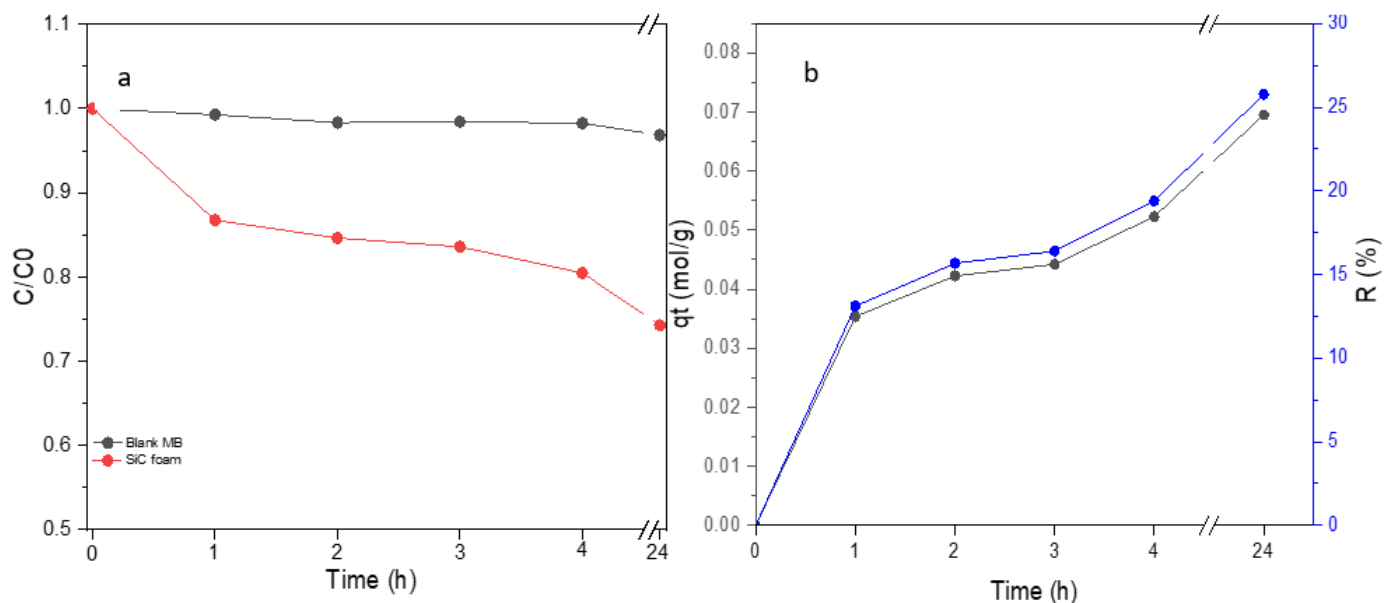 a
1.1
1.0
0.9
0.8
0.7
0.6
0.5
C/C0
Blank MB
SiC foam
0 1 2 3 4 24
Time (h)
b
0.08
0.07
0.06
0.05
0.04
0.03
0.02
0.01
0.00
qt (mol/g)
30
25
20
15
10
5
0
R (%)
0 1 2 3 4 24
Time (h)